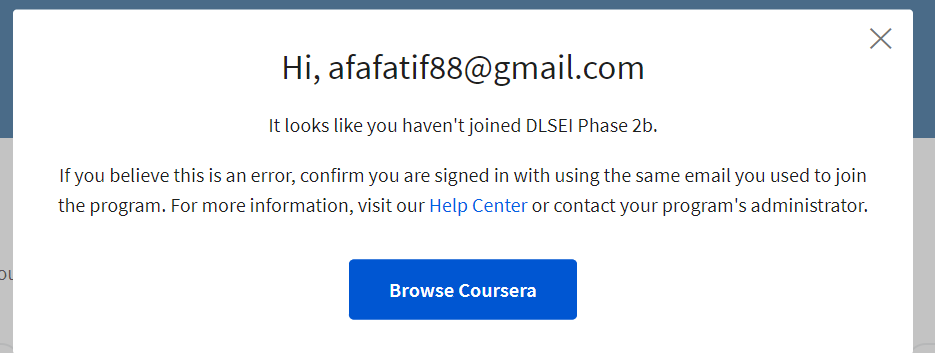 Hi, afafatif88@gmail.com
It looks like you haven't joined DLSEI Phase 2b.
If you believe this is an error, confirm you are signed in with using the same email you used to join
the program. For more information, visit our Help Center or contact your program's administrator.
Browse Coursera